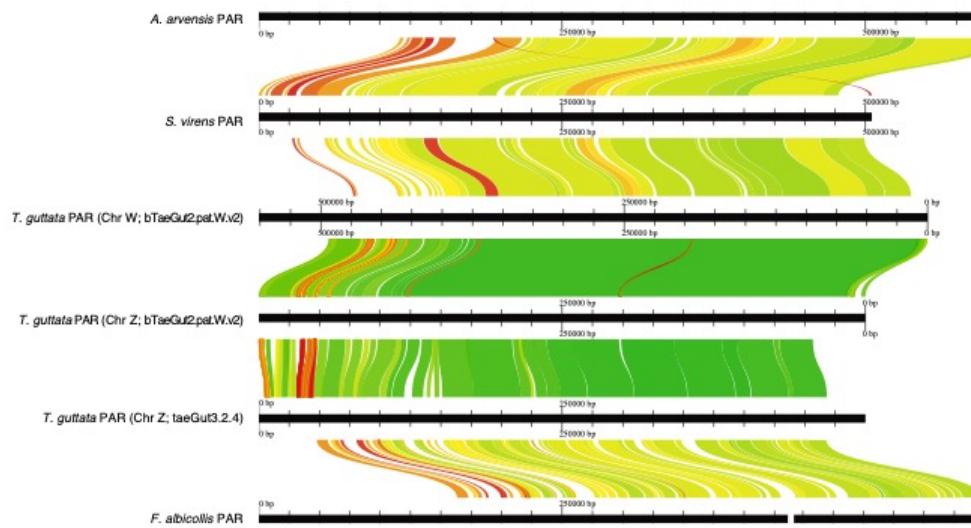 A. arvensis PAR
0 bp 250000 bp 500000 bp
0 bp 250000 bp 500000 bp
S. virens PAR
0 bp 250000 bp 500000 bp
500000 bp 250000 bp 0 bp
T. guttata PAR (Chr W; bTaeGut2.pat.W.v2)
500000 bp 250000 bp 0 bp
250000 bp 0 bp
T. guttata PAR (Chr Z; bTaeGut2.pat.W.v2)
250000 bp 0 bp
0 bp 250000 bp
T. guttata PAR (Chr Z; taeGut3.2.4)
0 bp 250000 bp
0 bp 250000 bp
F. albicollis PAR